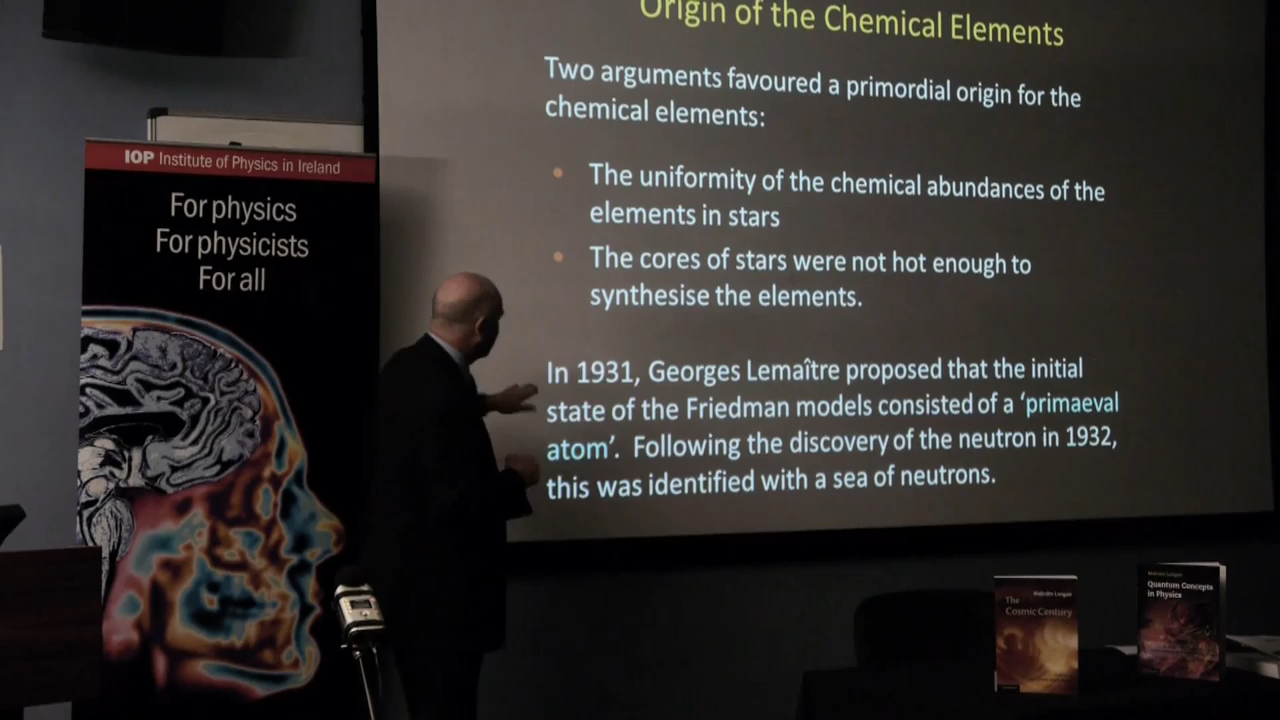 Origin of the Chemical Elements
Two arguments favoured a primordial origin for the
chemical elements:
• The uniformity of the chemical abundances of the
elements in stars
• The cores of stars were not hot enough to
synthesise the elements.
In 1931, Georges Lemaître proposed that the initial
state of the Friedman models consisted of a ‘primaeval
atom’. Following the discovery of the neutron in 1932,
this was identified with a sea of neutrons.
IOP Institute of Physics in Ireland
For physics
For physicists
For all
Malcolm Longair
The
Cosmic Century
Malcolm Longair
Quantum Concepts
in Physics